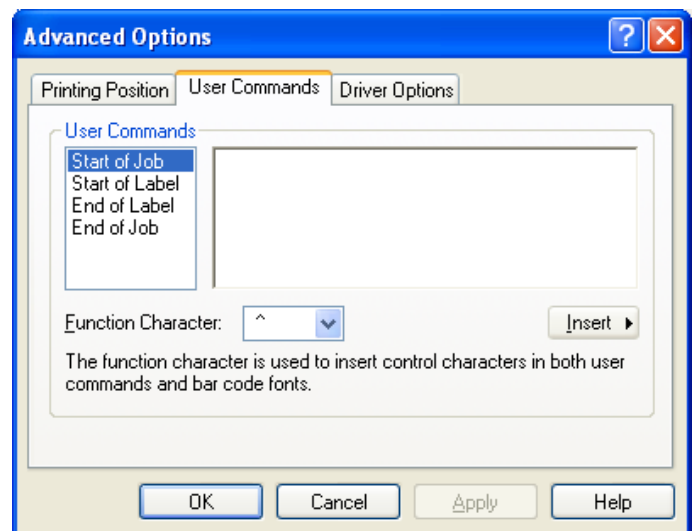 Advanced Options
?
Printing Position User Commands Driver Options
User Commands
Start of Job
Start of Label
End of Label
End of Job
Function Character: ^ Insert
The function character is used to insert control characters in both user
commands and bar code fonts.
OK Cancel Apply Help